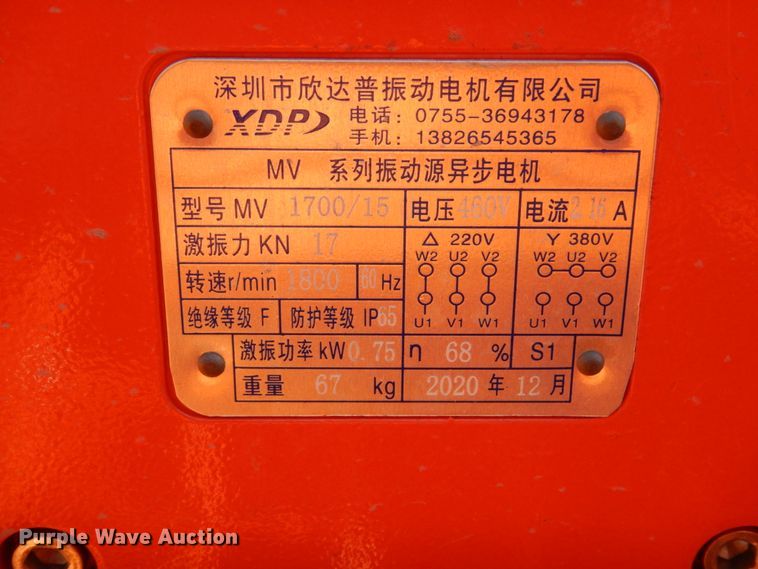 深圳市欣达普振动电机有限公司
XDP 电话：0755-36943178
手机：13826545365
MV 系列振动源异步电机
型号 MV 1700/15 电压 460V 电流 2.16 A
激振力 KN 17 △ 220V Y 380V
W2 U2 V2 W2 U2 V2
转速 r/min 1800 60 Hz
绝缘等级 F 防护等级 IP65 U1 V1 W1 U1 V1 W1
激振功率 kW 0.75 η 68 % S1
重量 67 kg 2020 年 12 月
Purple Wave Auction